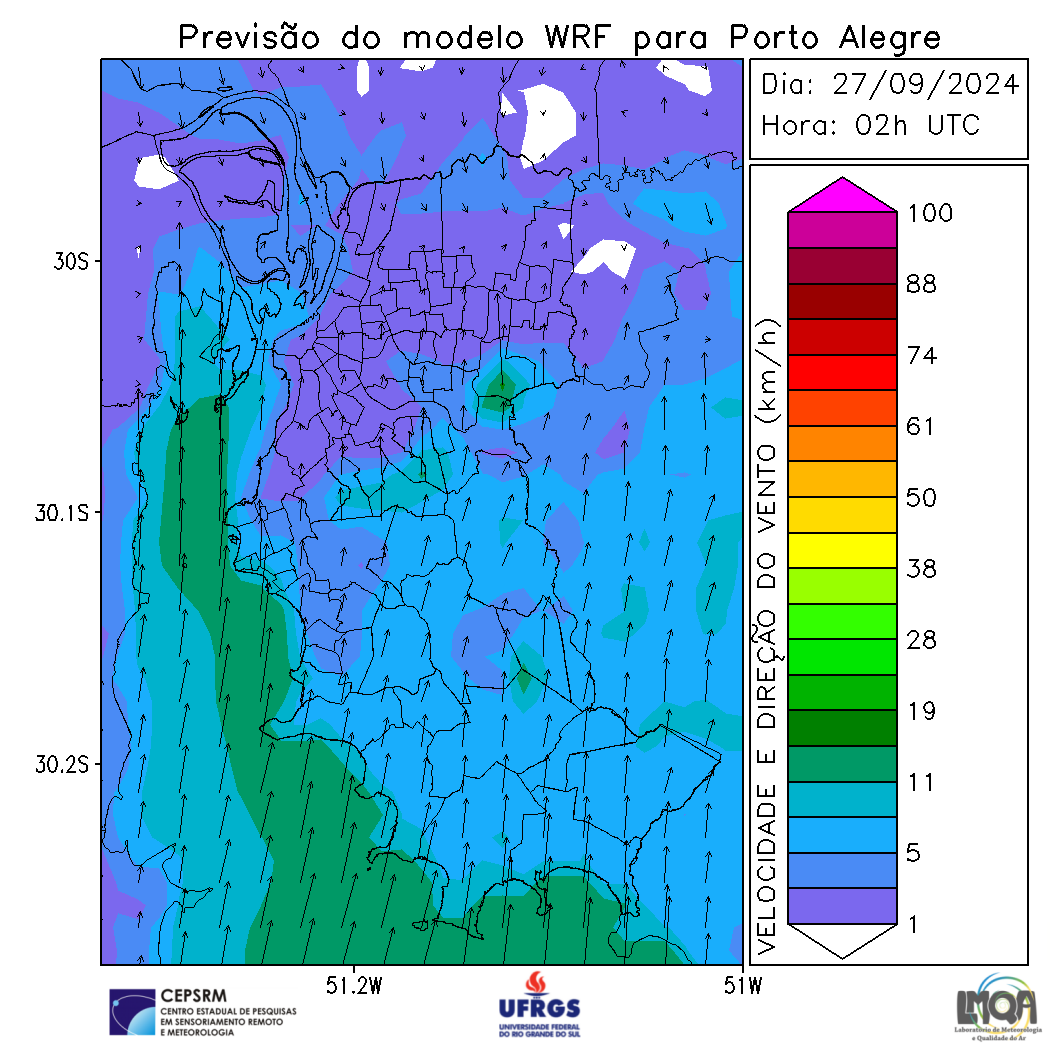 Previsão do modelo WRF para Porto Alegre
Dia: 27/09/2024
Hora: 02h UTC
30S
30.1S
30.2S
51.2W
51W
VELOCIDADE E DIREÇÃO DO VENTO (km/h)
100
88
74
61
50
38
28
19
11
5
1
CEPSRM
CENTRO ESTADUAL DE PESQUISAS
EM SENSORIAMENTO REMOTO
E METEOROLOGIA
UFRGS
UNIVERSIDADE FEDERAL
DO RIO GRANDE DO SUL
LMQA
Laboratório de Meteorologia
e Qualidade do Ar